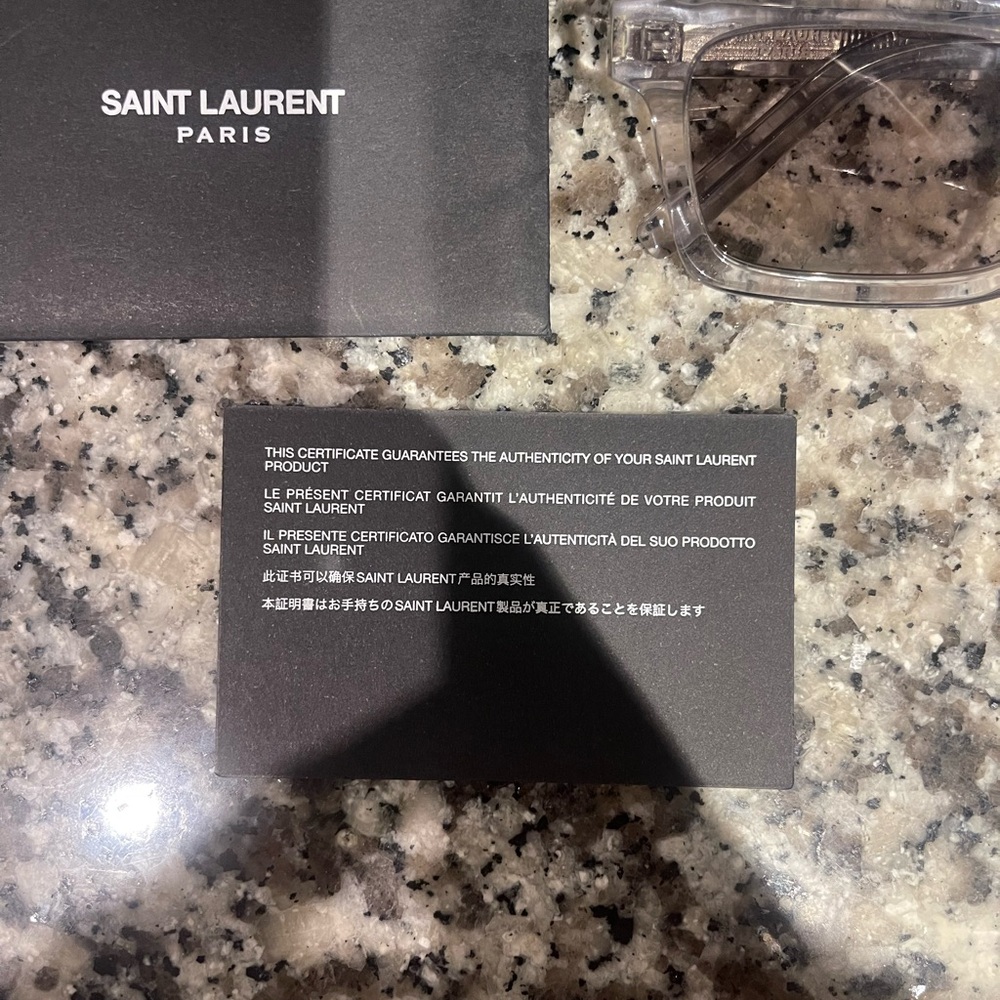 SAINT LAURENT
PARIS
THIS CERTIFICATE GUARANTEES THE AUTHENTICITY OF YOUR SAINT LAURENT
PRODUCT
LE PRÉSENT CERTIFICAT GARANTIT L'AUTHENTICITÉ DE VOTRE PRODUIT
SAINT LAURENT
IL PRESENTE CERTIFICATO GARANTISCE L'AUTENTICITÀ DEL SUO PRODOTTO
SAINT LAURENT
此证书可以确保SAINT LAURENT产品的真实性
本証明書はお手持ちのSAINT LAURENT製品が真正であることを保証します